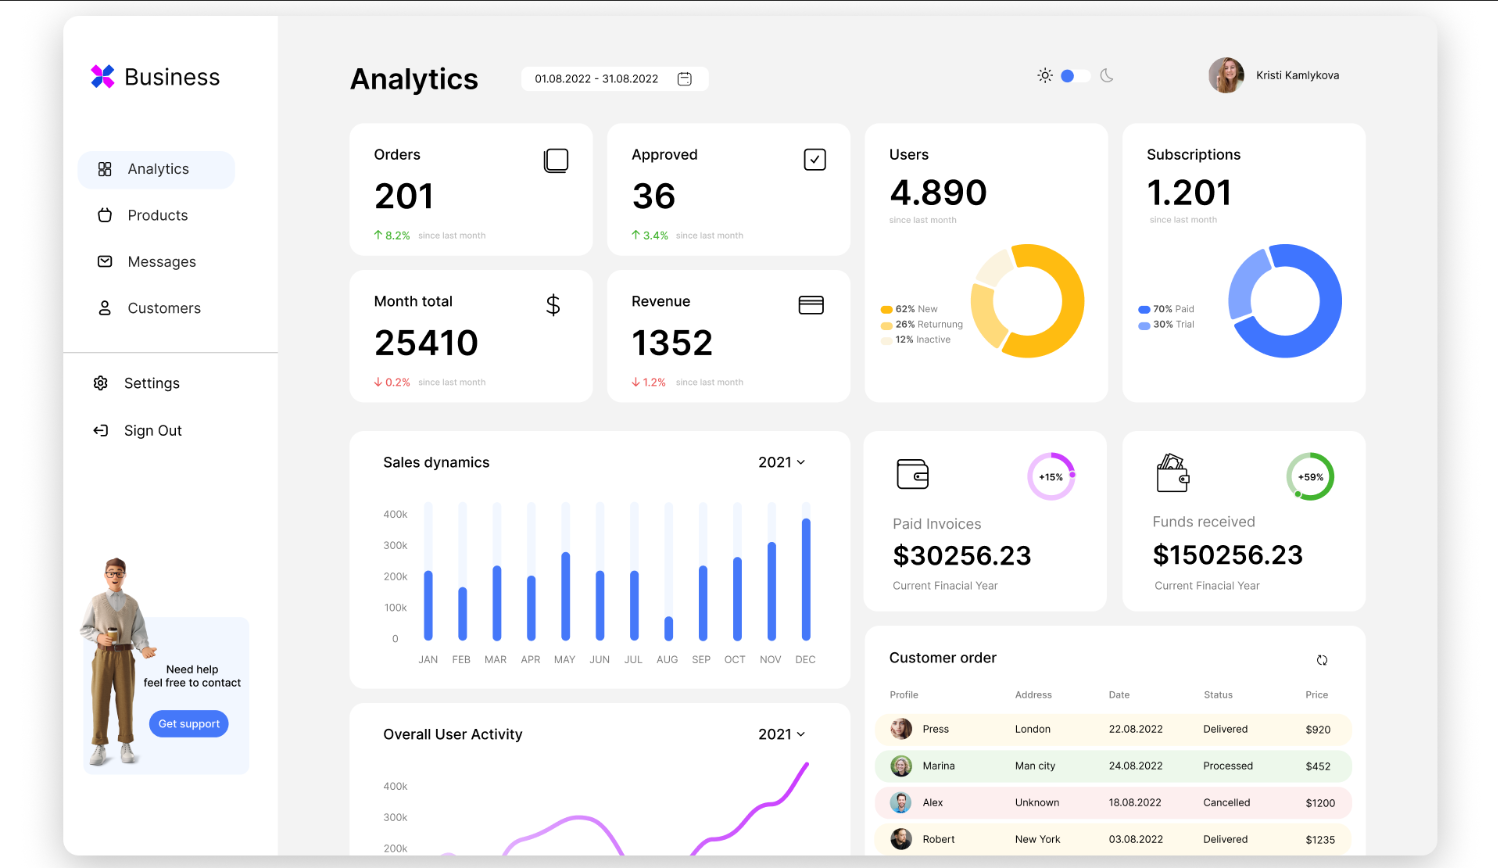 Business
Analytics
Products
Messages
Customers
Settings
Sign Out
Need help
feel free to contact
Get support
Analytics
01.08.2022 - 31.08.2022
Kristi Kamlykova
Orders
201
8.2% since last month
Approved
36
3.4% since last month
Month total
25410
0.2% since last month
Revenue
1352
1.2% since last month
Users
4.890
since last month
62% New
26% Returnung
12% Inactive
Subscriptions
1.201
since last month
70% Paid
30% Trial
Sales dynamics
2021
400k
300k
200k
100k
0
JAN FEB MAR APR MAY JUN JUL AUG SEP OCT NOV DEC
+15%
Paid Invoices
$30256.23
Current Finacial Year
+59%
Funds received
$150256.23
Current Finacial Year
Overall User Activity
2021
400k
300k
200k
Customer order
Profile Address Date Status Price
Press London 22.08.2022 Delivered $920
Marina Man city 24.08.2022 Processed $452
Alex Unknown 18.08.2022 Cancelled $1200
Robert New York 03.08.2022 Delivered $1235